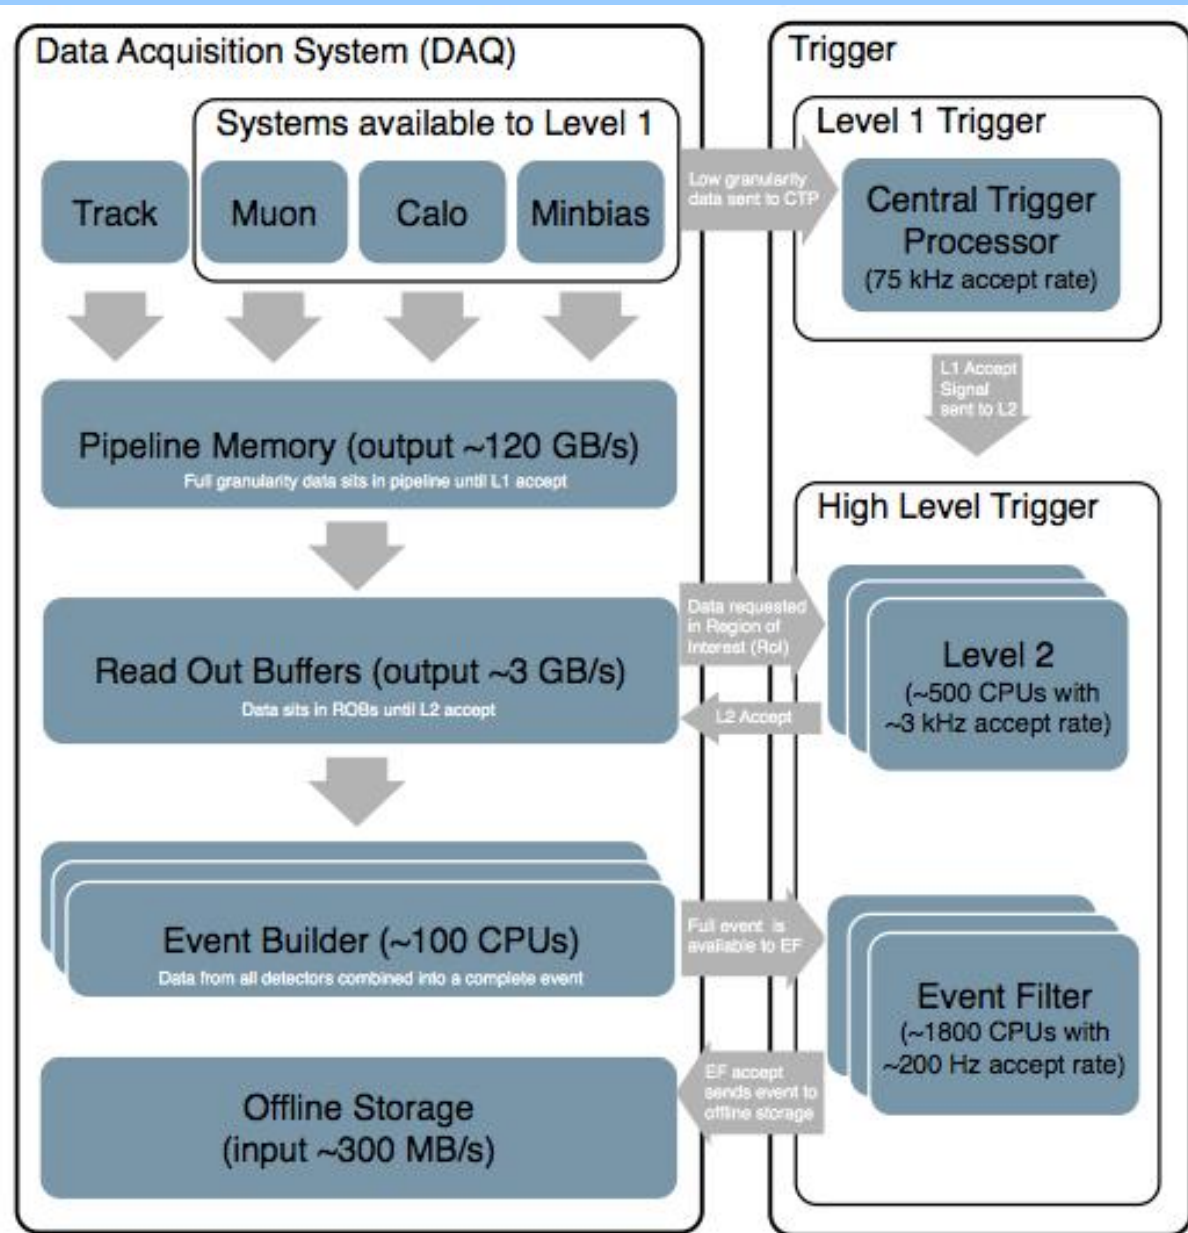 Data Acquisition System (DAQ)
Systems available to Level 1
Track
Muon
Calo
Minbias
Low granularity
data sent to CTP
Trigger
Level 1 Trigger
Central Trigger
Processor
(75 kHz accept rate)
L1 Accept
Signal
sent to L2
Pipeline Memory (output ~120 GB/s)
Full granularity data sits in pipeline until L1 accept
High Level Trigger
Read Out Buffers (output ~3 GB/s)
Data sits in ROBs until L2 accept
Data requested
in Region of
Interest (RoI)
L2 Accept
Level 2
(~500 CPUs with
~3 kHz accept rate)
Event Builder (~100 CPUs)
Data from all detectors combined into a complete event
Full event is
available to EF
Event Filter
(~1800 CPUs with
~200 Hz accept rate)
EF accept
sends event to
offline storage
Offline Storage
(input ~300 MB/s)